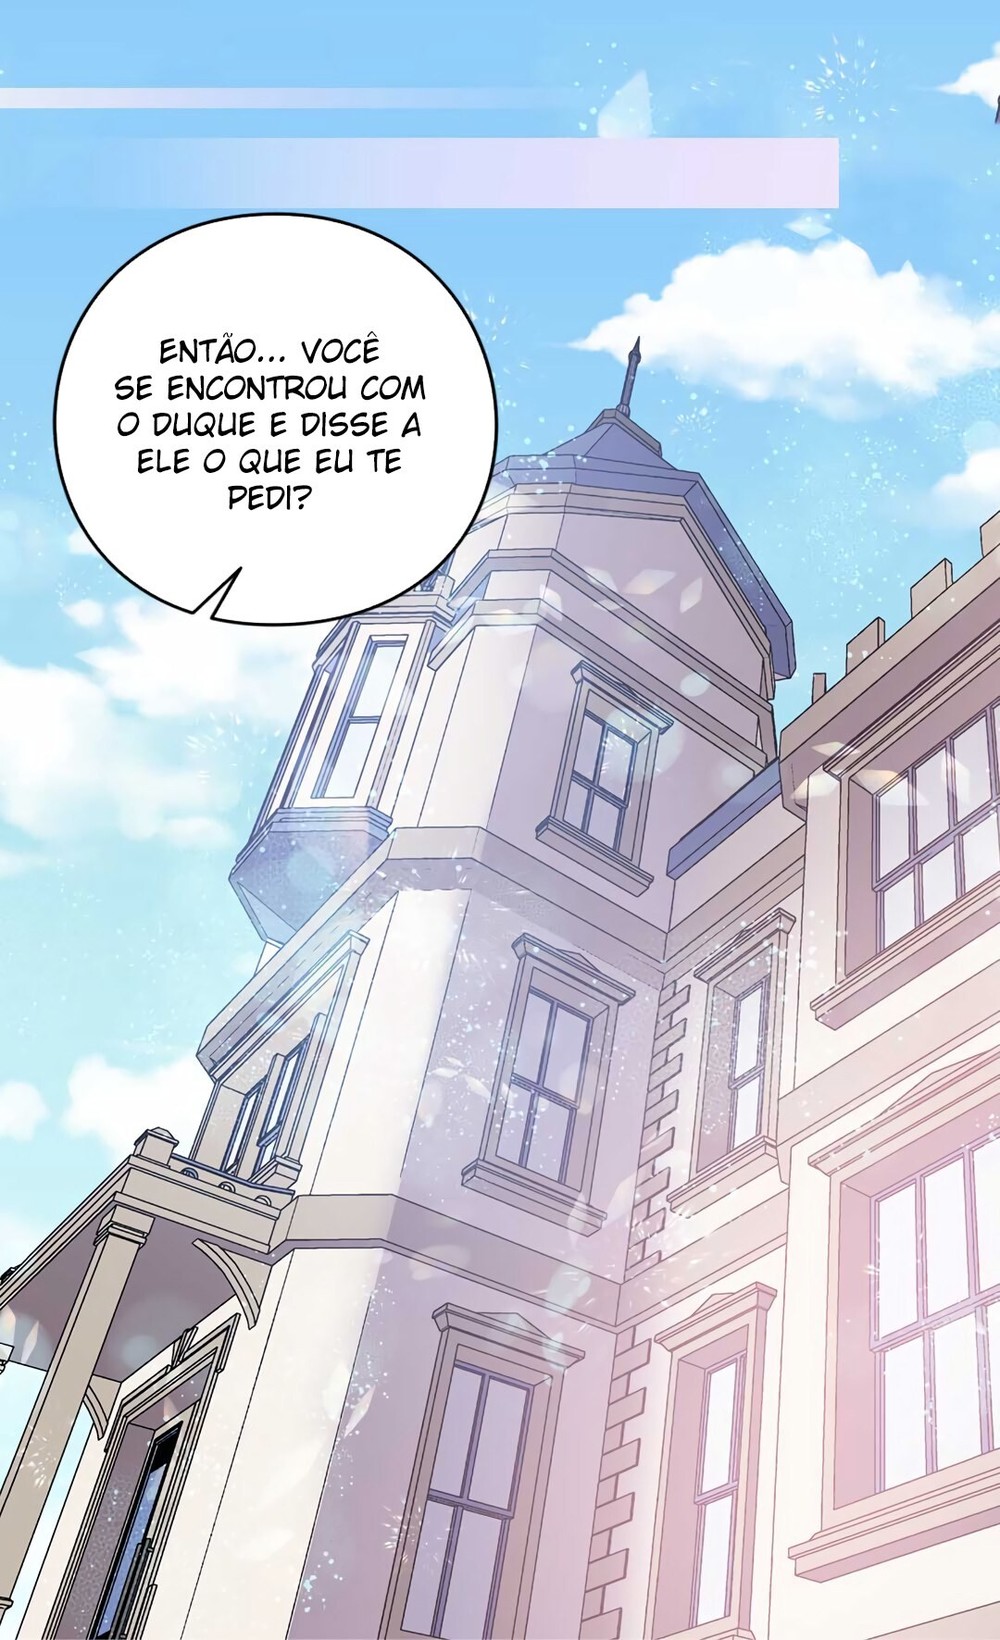 ENTÃO... VOCÊ
SE ENCONTROU COM
O DUQUE E DISSE A
ELE O QUE EU TE
PEDI?